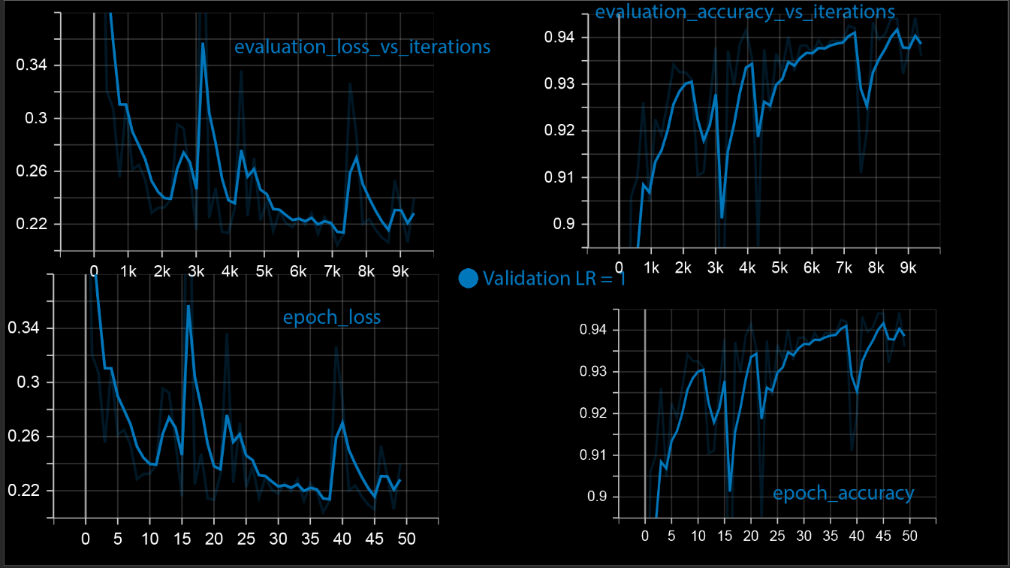 evaluation_loss_vs_iterations
0.34
0.3
0.26
0.22
0 1k 2k 3k 4k 5k 6k 7k 8k 9k
evaluation_accuracy_vs_iterations
0.94
0.93
0.92
0.91
0.9
0 1k 2k 3k 4k 5k 6k 7k 8k 9k
Validation LR = 1
epoch_loss
0.34
0.3
0.26
0.22
0 5 10 15 20 25 30 35 40 45 50
0.94
0.93
0.92
0.91
0.9
epoch_accuracy
0 5 10 15 20 25 30 35 40 45 50